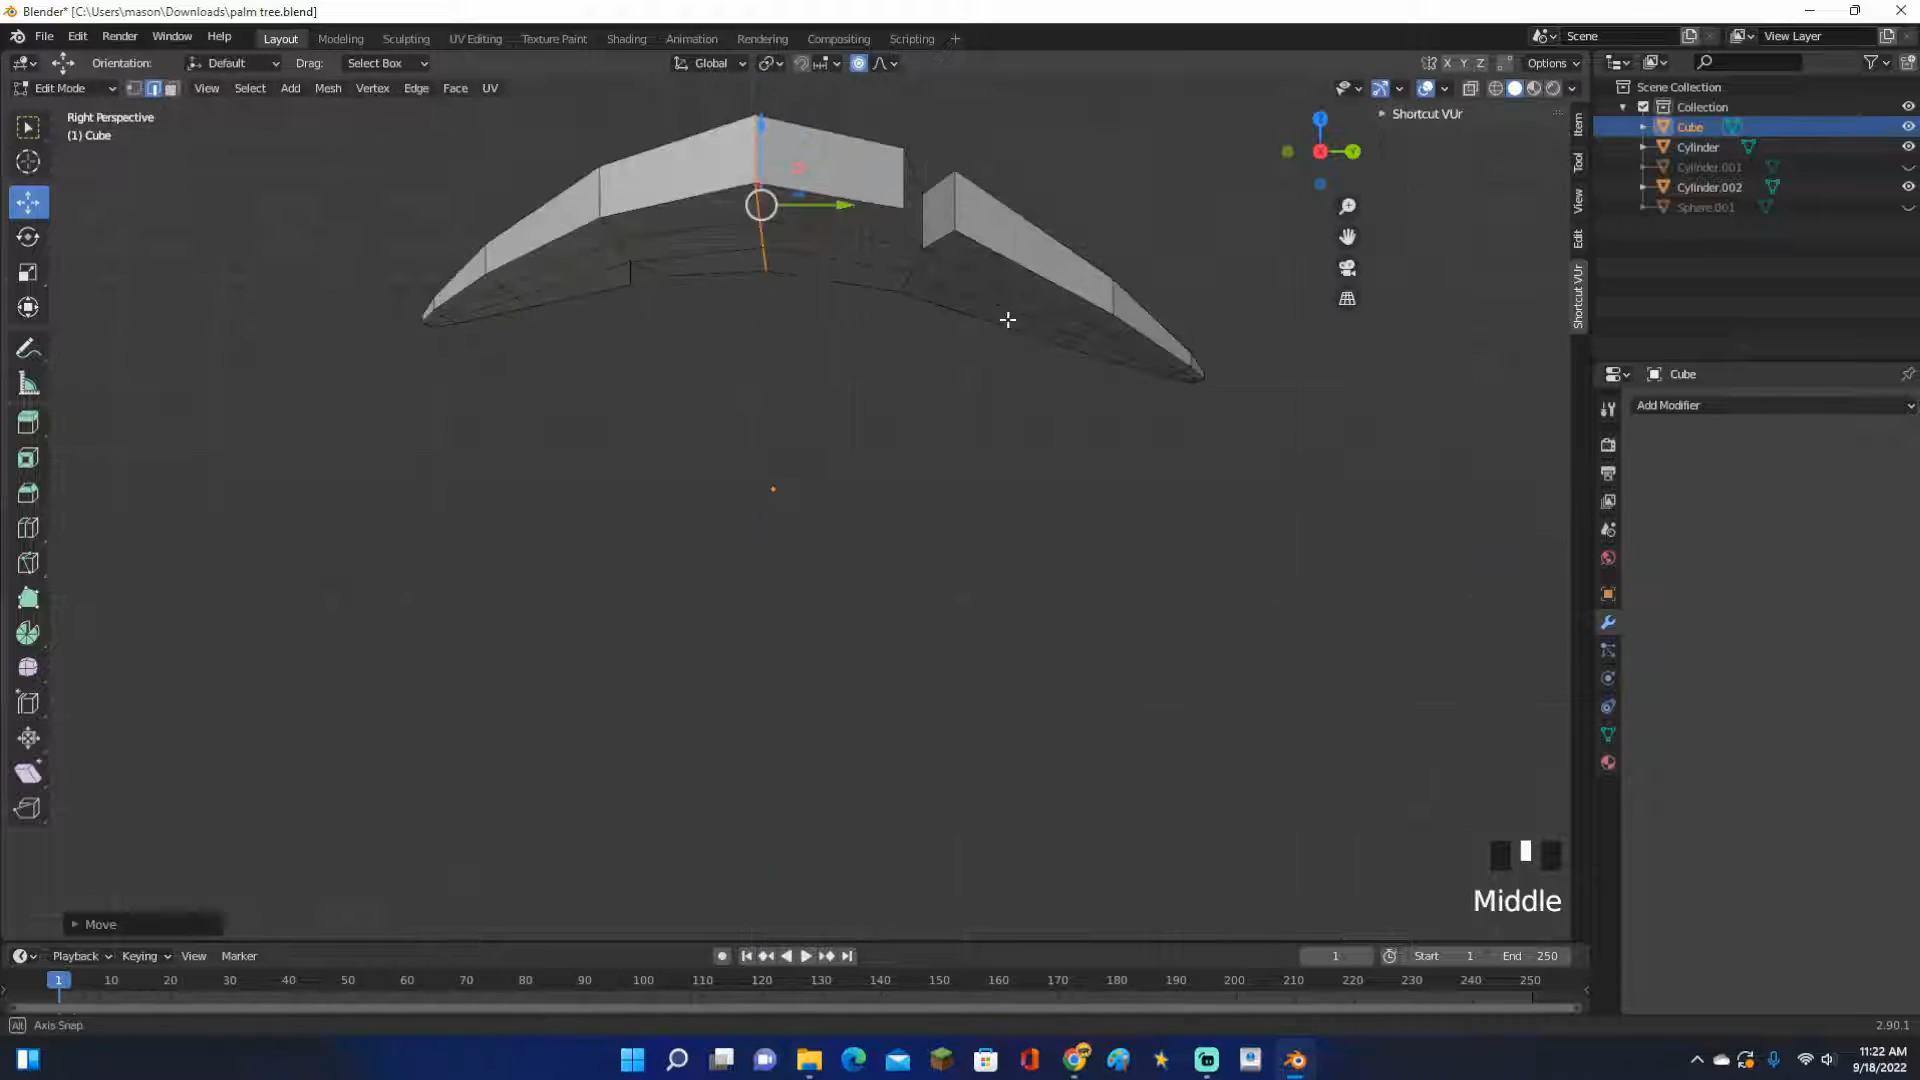 Blender* [C:\Users\mason\Downloads\palm tree.blend]
File Edit Render Window Help Layout Modeling Sculpting UV Editing Texture Paint Shading Animation Rendering Compositing Scripting + Scene View Layer
Orientation: Default Drag: Select Box Global X Y Z Options
Edit Mode View Select Add Mesh Vertex Edge Face UV
Right Perspective
(1) Cube
Shortcut VUr
Item
Tool
View
Edit
Shortcut VUr
Scene Collection
Collection
Cube
Cylinder
Cylinder.001
Cylinder.002
Sphere.001
Cube
Add Modifier
Middle
Move
Playback Keying View Marker 1 Start 1 End 250
1 10 20 30 40 50 60 70 80 90 100 110 120 130 140 150 160 170 180 190 200 210 220 230 240 250
Alt Axis Snap 2.90.1
11:22 AM
9/18/2022